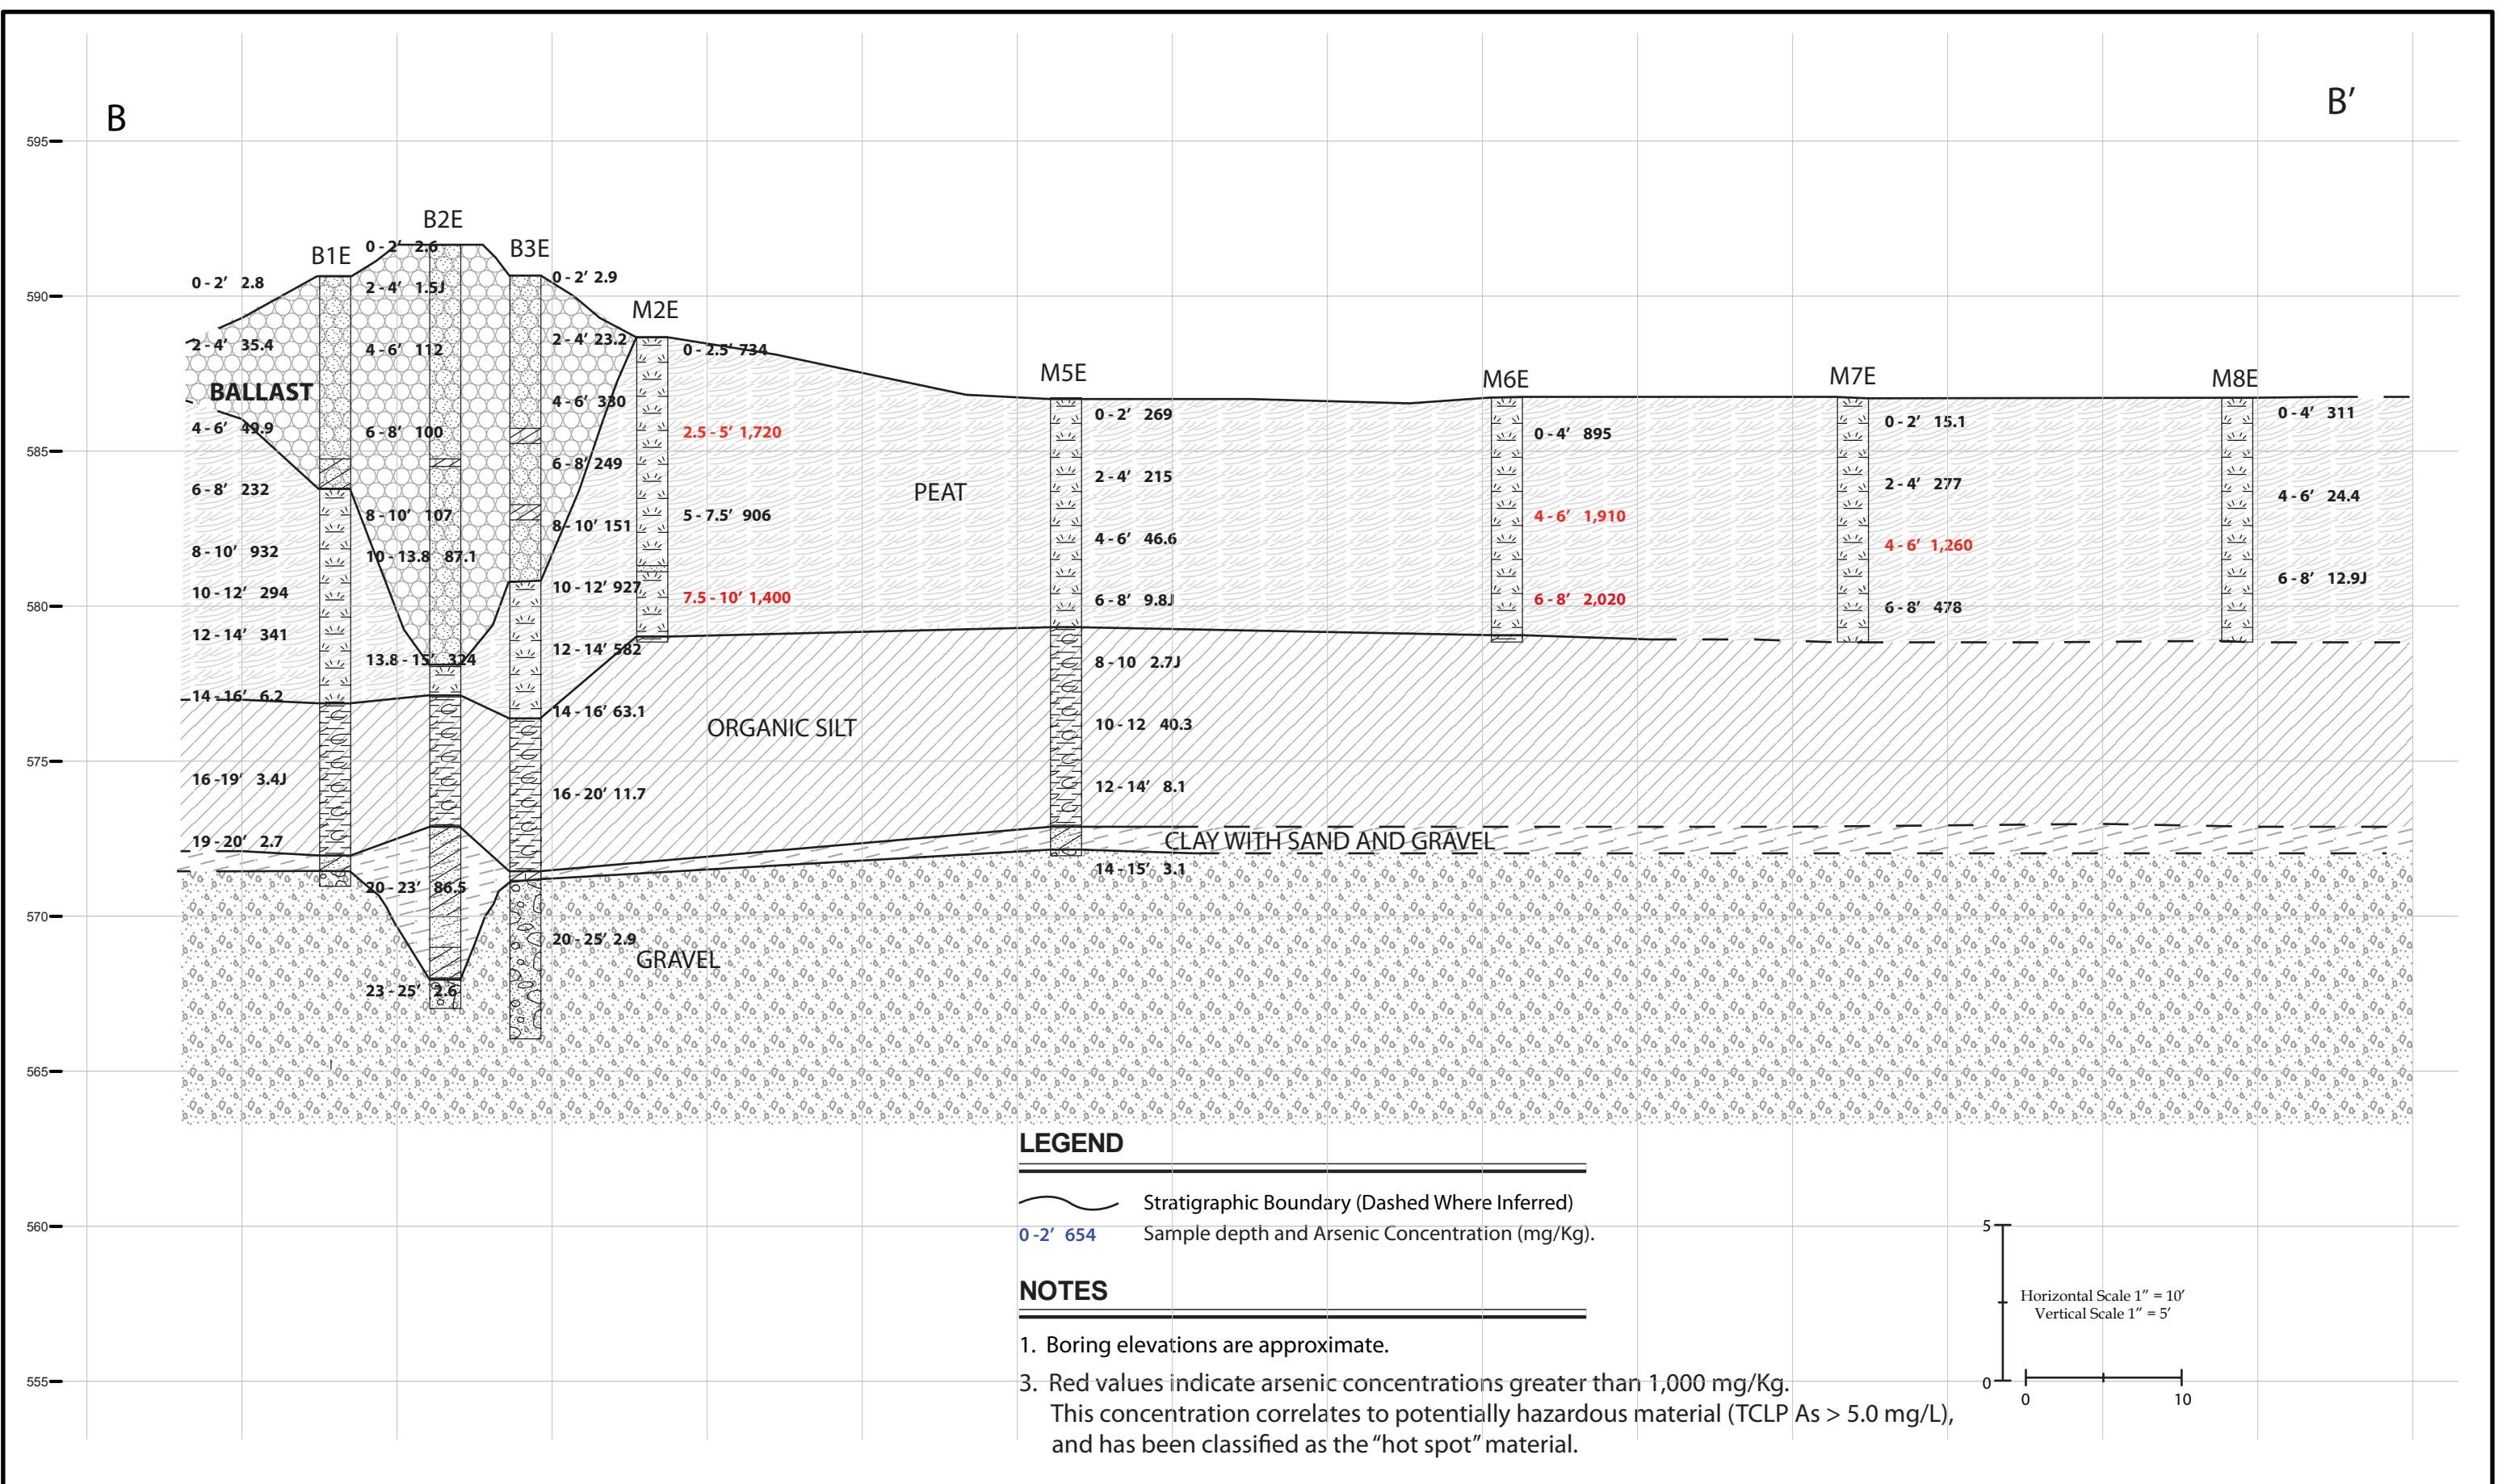 B
B′
595
590
585
580
575
570
565
560
555
B1E
0 - 2′ 2.8
2 - 4′ 35.4
4 - 6′ 49.9
6 - 8′ 232
8 - 10′ 932
10 - 12′ 294
12 - 14′ 341
14 - 16′ 6.2
16 -19′ 3.4J
19 - 20′ 2.7
B2E
0 - 2′ 2.6
2 - 4′ 1.5J
4 - 6′ 112
6 - 8′ 100
8 - 10′ 107
10 - 13.8 87.1
13.8 - 15′ 324
20 - 23′ 86.5
23 - 25′ 2.6
B3E
0 - 2′ 2.9
2 - 4′ 23.2
4 - 6′ 330
6 - 8′ 249
8 - 10′ 151
10 - 12′ 927
12 - 14′ 582
14 - 16′ 63.1
16 - 20′ 11.7
20 - 25′ 2.9
M2E
0 - 2.5′ 734
2.5 - 5′ 1,720
5 - 7.5′ 906
7.5 - 10′ 1,400
M5E
0 - 2′ 269
2 - 4′ 215
4 - 6′ 46.6
6 - 8′ 9.8J
8 - 10 2.7J
10 - 12 40.3
12 - 14′ 8.1
14 - 15′ 3.1
M6E
0 - 4′ 895
4 - 6′ 1,910
6 - 8′ 2,020
M7E
0 - 2′ 15.1
2 - 4′ 277
4 - 6′ 1,260
6 - 8′ 478
M8E
0 - 4′ 311
4 - 6′ 24.4
6 - 8′ 12.9J
BALLAST
PEAT
ORGANIC SILT
CLAY WITH SAND AND GRAVEL
GRAVEL
LEGEND
Stratigraphic Boundary (Dashed Where Inferred)
0 -2′ 654 Sample depth and Arsenic Concentration (mg/Kg).
NOTES
1. Boring elevations are approximate.
3. Red values indicate arsenic concentrations greater than 1,000 mg/Kg.
This concentration correlates to potentially hazardous material (TCLP As > 5.0 mg/L),
and has been classified as the “hot spot” material.
5
0
Horizontal Scale 1″ = 10′
Vertical Scale 1″ = 5′
0 10